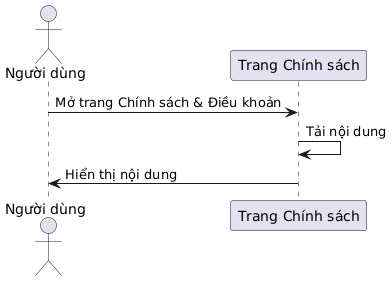 Người dùng
Trang Chính sách
Mở trang Chính sách & Điều khoản
Tải nội dung
Hiển thị nội dung
Người dùng
Trang Chính sách